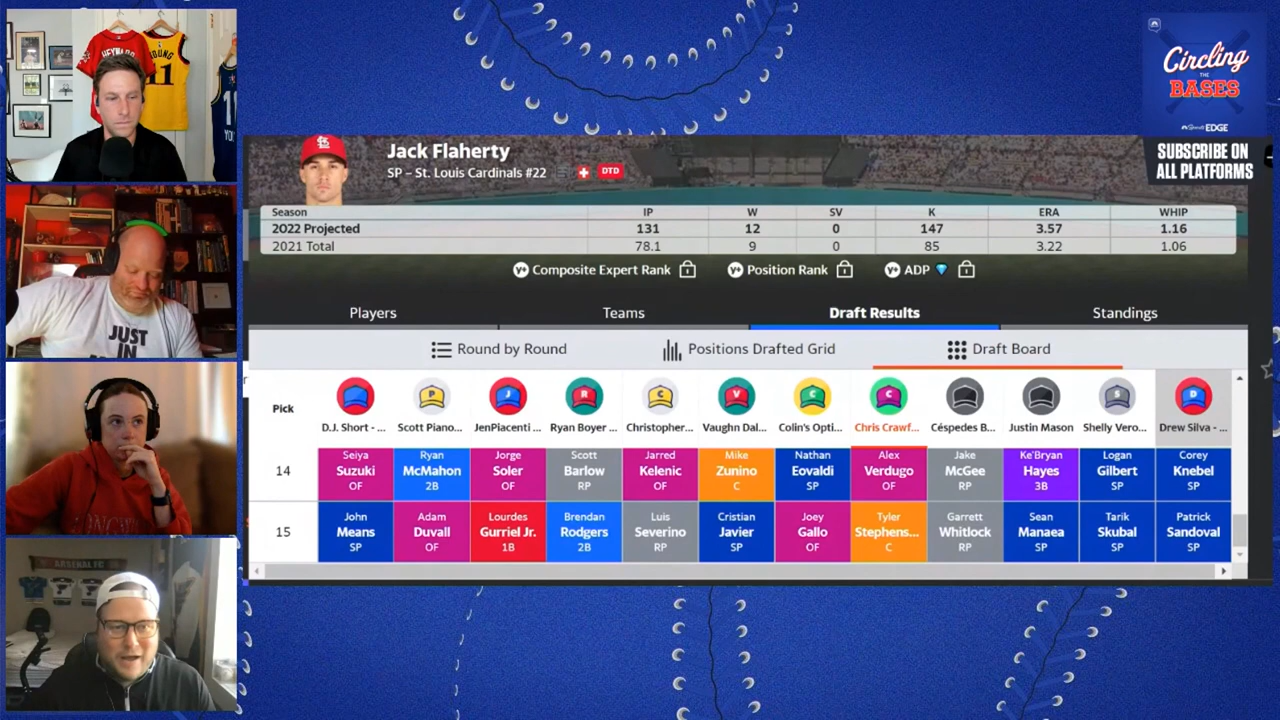 HEYWARD
YOUNG
11
JUST
IN
ARSENAL FC
Circling
THE
BASES
EDGE
SUBSCRIBE ON
ALL PLATFORMS
Jack Flaherty
SP – St. Louis Cardinals #22
DTD
Season IP W SV K ERA WHIP
2022 Projected 131 12 0 147 3.57 1.16
2021 Total 78.1 9 0 85 3.22 1.06
Y+ Composite Expert Rank Y+ Position Rank Y+ ADP
Players Teams Draft Results Standings
Round by Round Positions Drafted Grid Draft Board
P J R C V C C S D
Pick
D.J. Short - ... Scott Piano... JenPiacenti ... Ryan Boyer ... Christopher... Vaughn Dal... Colin's Opti... Chris Crawf... Céspedes B... Justin Mason Shelly Vero... Drew Silva - ...
14
Seiya Ryan Jorge Scott Jarred Mike Nathan Alex Jake Ke'Bryan Logan Corey
Suzuki McMahon Soler Barlow Kelenic Zunino Eovaldi Verdugo McGee Hayes Gilbert Knebel
OF 2B OF RP OF C SP OF RP 3B SP SP
15
John Adam Lourdes Brendan Luis Cristian Joey Tyler Garrett Sean Tarik Patrick
Means Duvall Gurriel Jr. Rodgers Severino Javier Gallo Stephens... Whitlock Manaea Skubal Sandoval
SP OF 1B 2B RP SP OF C RP SP SP SP